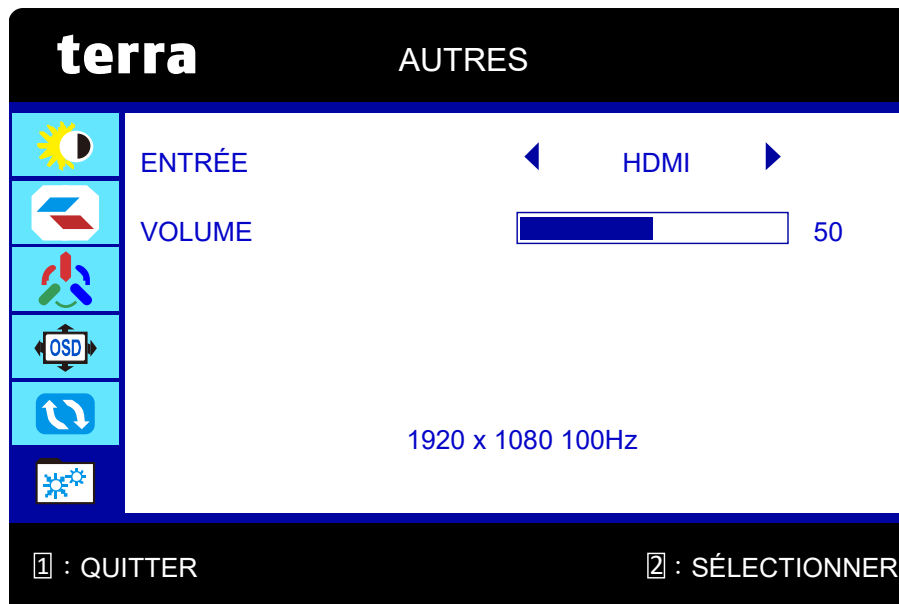 terra AUTRES
ENTRÉE HDMI
VOLUME 50
OSD
1920 x 1080 100Hz
1 : QUITTER 2 : SÉLECTIONNER